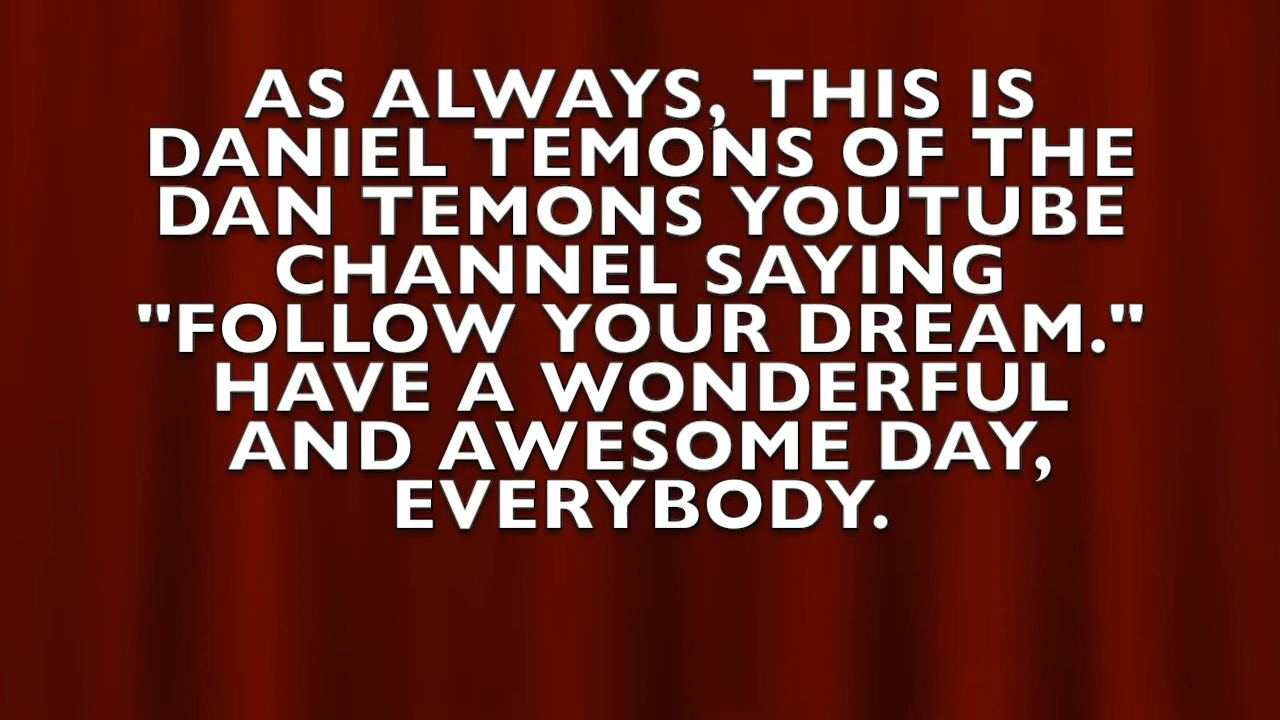 AS ALWAYS, THIS IS
DANIEL TEMONS OF THE
DAN TEMONS YOUTUBE
CHANNEL SAYING
"FOLLOW YOUR DREAM."
HAVE A WONDERFUL
AND AWESOME DAY,
EVERYBODY.